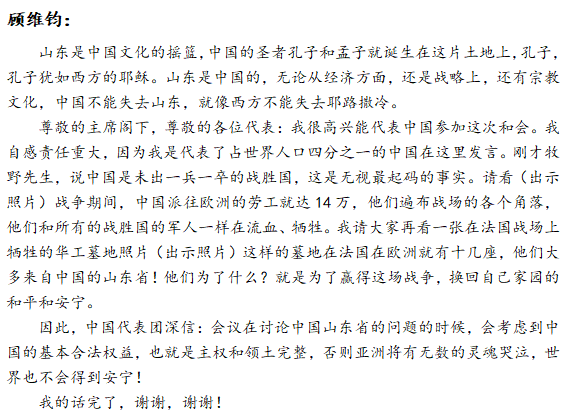 顾维钧：
山东是中国文化的摇篮，中国的圣者孔子和孟子就诞生在这片土地上，孔子，
孔子犹如西方的耶稣。山东是中国的，无论从经济方面，还是战略上，还有宗教
文化，中国不能失去山东，就像西方不能失去耶路撒冷。
尊敬的主席阁下，尊敬的各位代表：我很高兴能代表中国参加这次和会。我
自感责任重大，因为我是代表了占世界人口四分之一的中国在这里发言。刚才牧
野先生，说中国是未出一兵一卒的战胜国，这是无视最起码的事实。请看（出示
照片）战争期间，中国派往欧洲的劳工就达 14 万，他们遍布战场的各个角落，
他们和所有的战胜国的军人一样在流血、牺牲。我请大家再看一张在法国战场上
牺牲的华工墓地照片（出示照片）这样的墓地在法国在欧洲就有十几座，他们大
多来自中国的山东省！他们为了什么？就是为了赢得这场战争，换回自己家园的
和平和安宁。
因此，中国代表团深信：会议在讨论中国山东省的问题的时候，会考虑到中
国的基本合法权益，也就是主权和领土完整，否则亚洲将有无数的灵魂哭泣，世
界也不会得到安宁！
我的话完了，谢谢，谢谢！